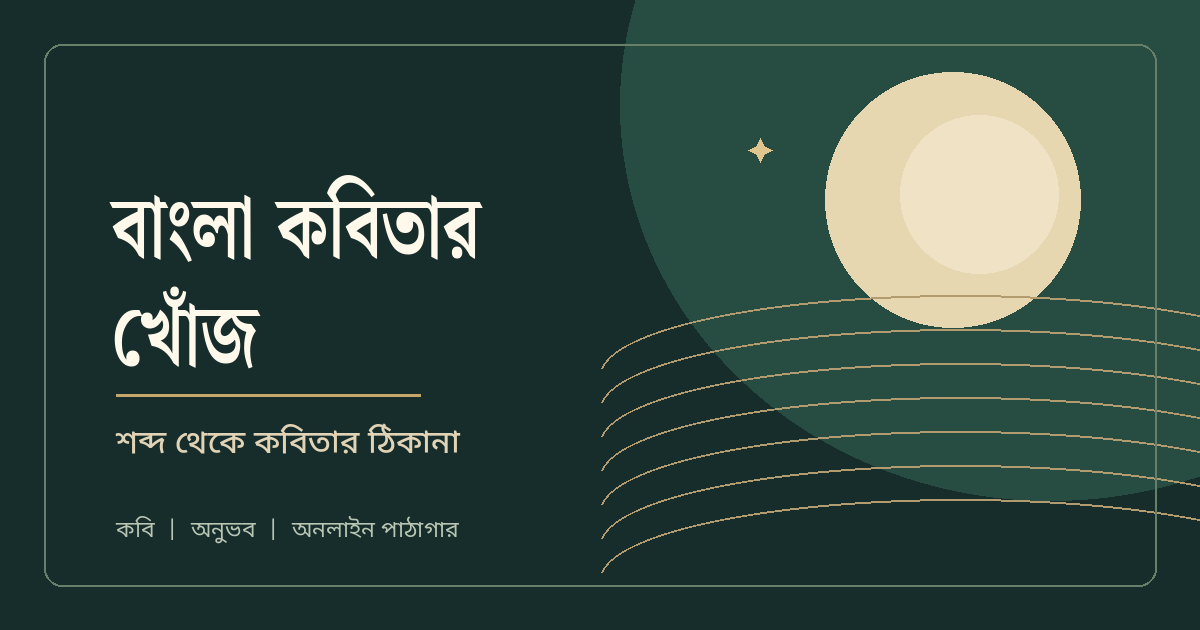 বাংলা কবিতার
খোঁজ
শব্দ থেকে কবিতার ঠিকানা
কবি | অনুভব | অনলাইন পাঠাগার